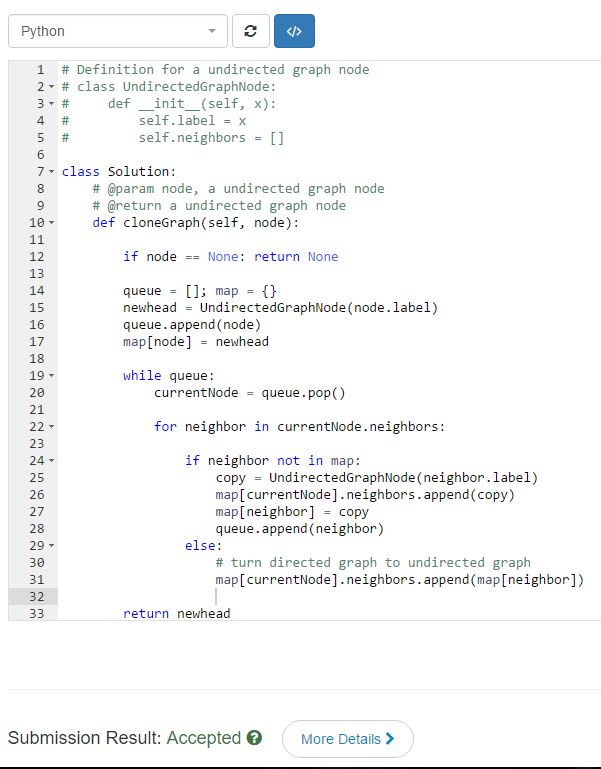 Python
</>
1 # Definition for a undirected graph node
2 # class UndirectedGraphNode:
3 #     def __init__(self, x):
4 #         self.label = x
5 #         self.neighbors = []
6
7 class Solution:
8     # @param node, a undirected graph node
9     # @return a undirected graph node
10     def cloneGraph(self, node):
11
12         if node == None: return None
13
14         queue = []; map = {}
15         newhead = UndirectedGraphNode(node.label)
16         queue.append(node)
17         map[node] = newhead
18
19         while queue:
20             currentNode = queue.pop()
21
22             for neighbor in currentNode.neighbors:
23
24                 if neighbor not in map:
25                     copy = UndirectedGraphNode(neighbor.label)
26                     map[currentNode].neighbors.append(copy)
27                     map[neighbor] = copy
28                     queue.append(neighbor)
29                 else:
30                     # turn directed graph to undirected graph
31                     map[currentNode].neighbors.append(map[neighbor])
32
33         return newhead
Submission Result: Accepted ? More Details